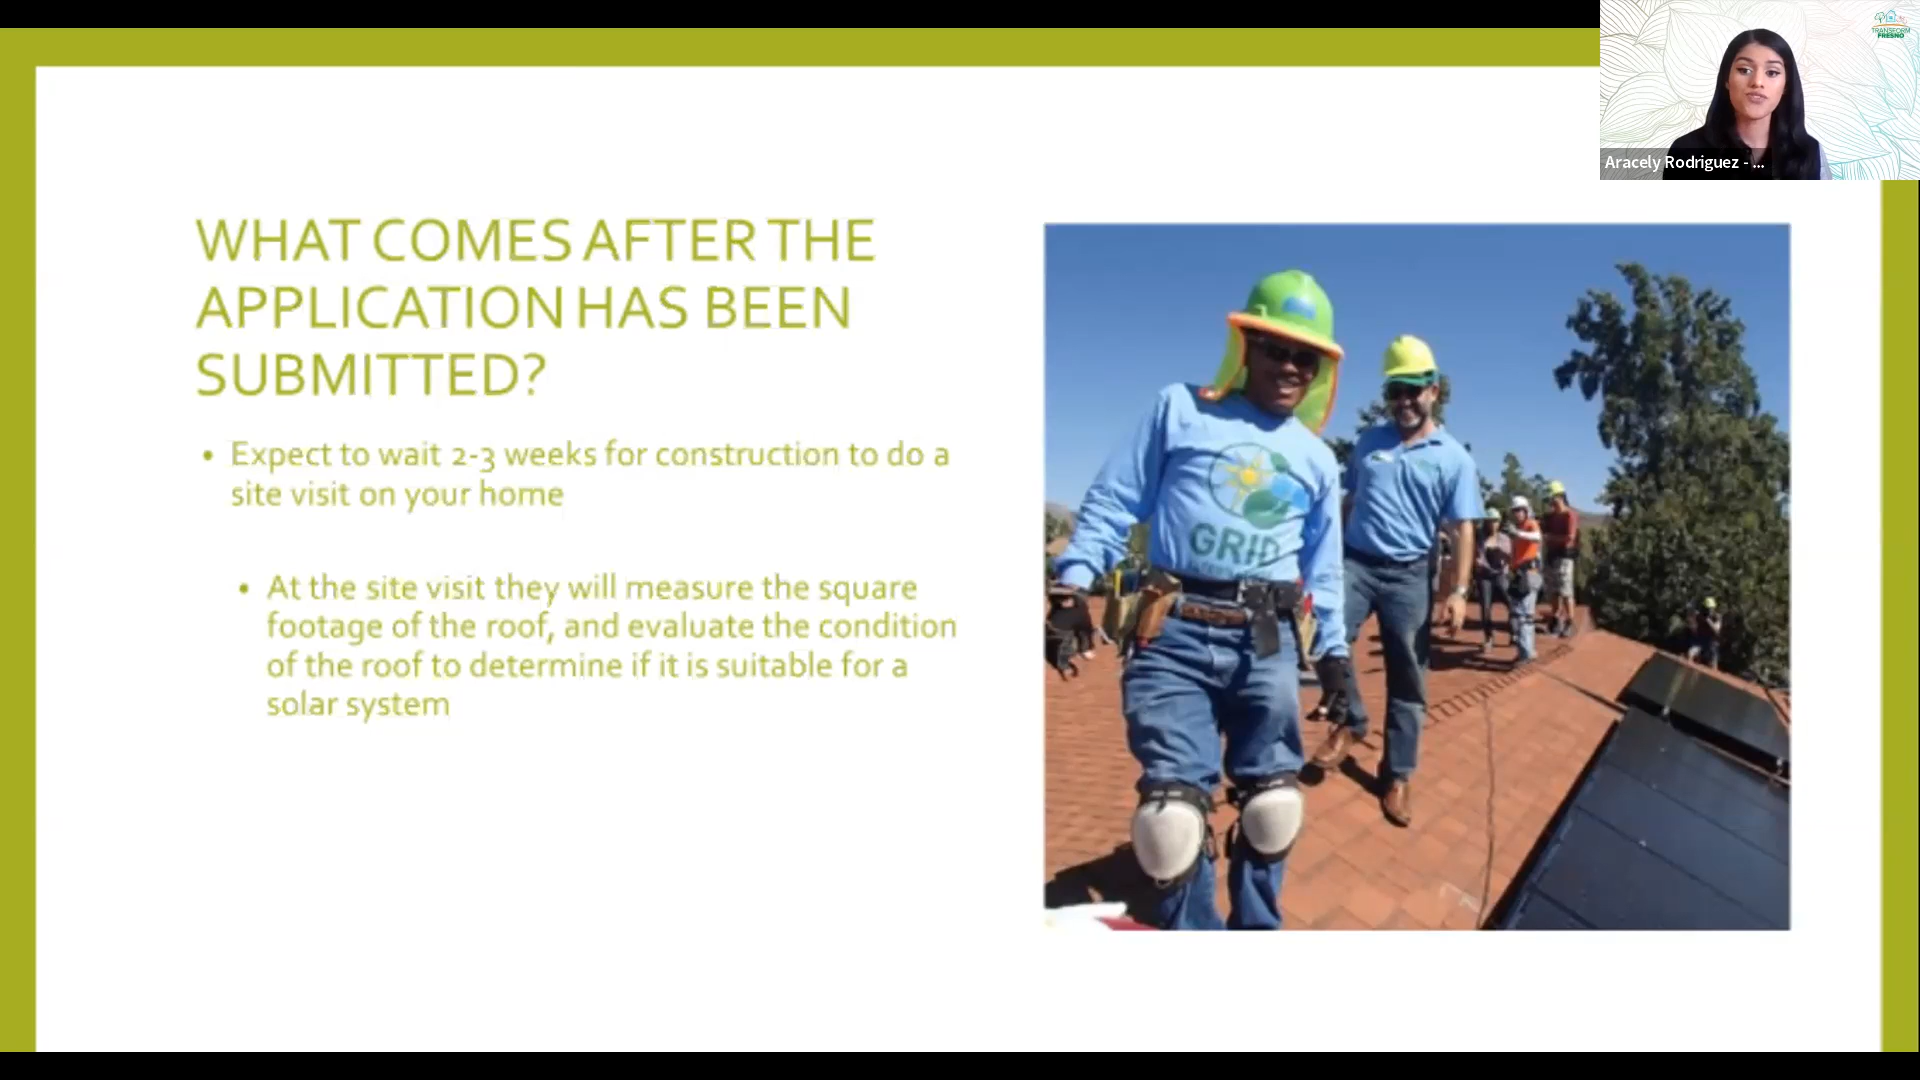 TRANSFORM
FRESNO
Aracely Rodriguez - ...
WHAT COMES AFTER THE
APPLICATION HAS BEEN
SUBMITTED?
• Expect to wait 2-3 weeks for construction to do a
site visit on your home
• At the site visit they will measure the square
footage of the roof, and evaluate the condition
of the roof to determine if it is suitable for a
solar system
GRID